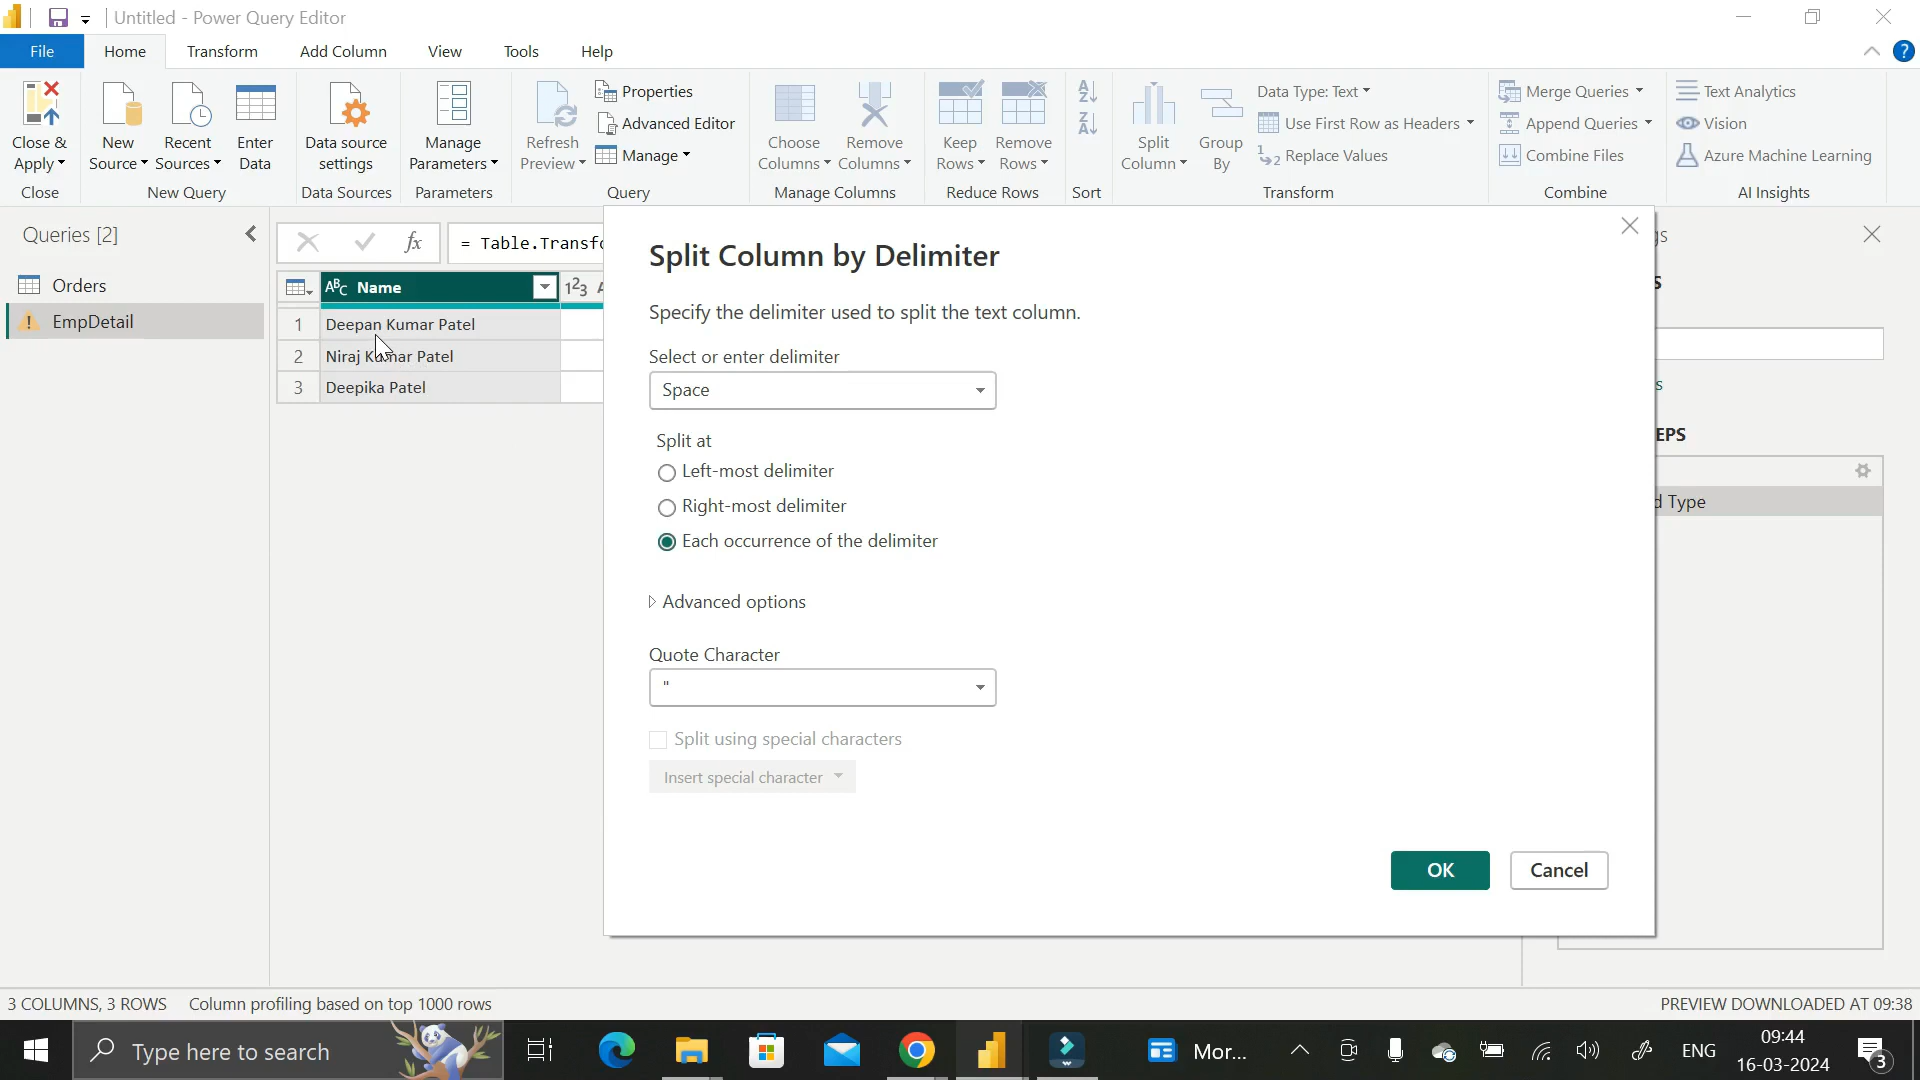 Untitled - Power Query Editor
File Home Transform Add Column View Tools Help
Close & Apply
Close
New Source
Recent Sources
Enter Data
New Query
Data source settings
Data Sources
Manage Parameters
Parameters
Refresh Preview
Properties
Advanced Editor
Manage
Query
Choose Columns
Remove Columns
Manage Columns
Keep Rows
Remove Rows
Reduce Rows
Sort
Split Column
Group By
Data Type: Text
Use First Row as Headers
Replace Values
Transform
Merge Queries
Append Queries
Combine Files
Combine
Text Analytics
Vision
Azure Machine Learning
AI Insights
Queries [2]
Orders
EmpDetail
fx
= Table.Transfo
ABC Name
123
1 Deepan Kumar Patel
2 Niraj Kumar Patel
3 Deepika Patel
Split Column by Delimiter
Specify the delimiter used to split the text column.
Select or enter delimiter
Space
Split at
Left-most delimiter
Right-most delimiter
Each occurrence of the delimiter
Advanced options
Quote Character
"
Split using special characters
Insert special character
OK
Cancel
gs
S
s
EPS
d Type
3 COLUMNS, 3 ROWS Column profiling based on top 1000 rows
PREVIEW DOWNLOADED AT 09:38
Type here to search
Mor...
ENG
09:44
16-03-2024
3